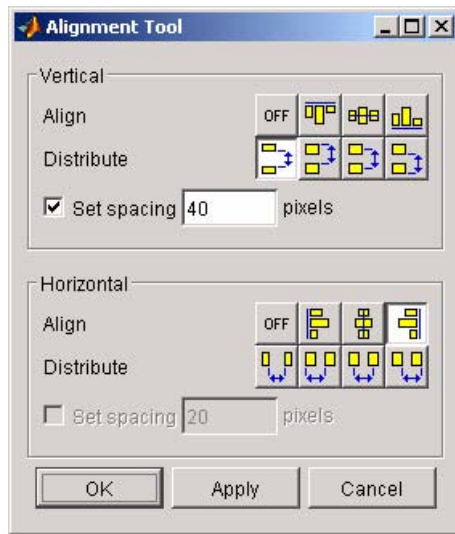 Alignment Tool
Vertical
Align OFF
Distribute
Set spacing 40 pixels
Horizontal
Align OFF
Distribute
Set spacing 20 pixels
OK Apply Cancel